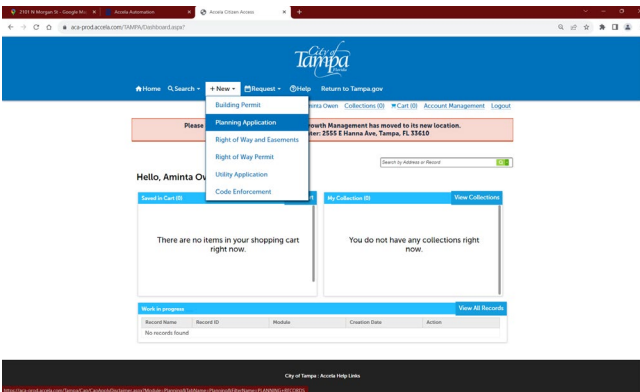 2101 N Morgan St - Google Ma
Accela Automation
Accela Citizen Access
aca-prod.accela.com/TAMPA/Dashboard.aspx?
City of
Tampa
Florida
Home Search + New Request Help Return to Tampa.gov
Building Permit
Planning Application
Right of Way and Easements
Right of Way Permit
Utility Application
Code Enforcement
minta Owen Collections (0) Cart (0) Account Management Logout
Please
rowth Management has moved to its new location.
ter: 2555 E Hanna Ave, Tampa, FL 33610
Search by Address or Record
Hello, Aminta Ow
Saved in Cart (0)
My Collection (0) View Collections
There are no items in your shopping cart
right now.
You do not have any collections right
now.
Work in progress View All Records
Record Name Record ID Module Creation Date Action
No records found
City of Tampa : Accela Help Links